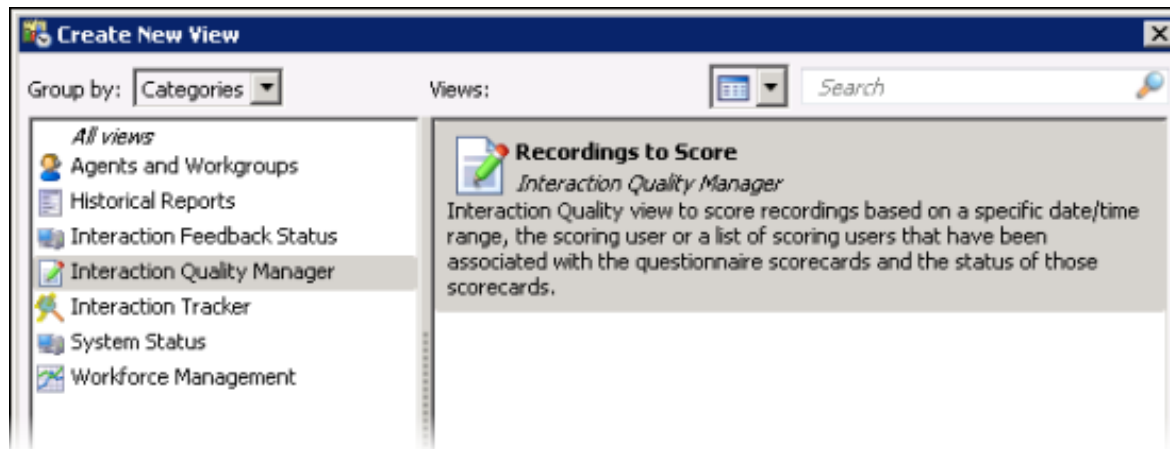 Create New View
Group by: Categories
Views:
Search
All views
Agents and Workgroups
Historical Reports
Interaction Feedback Status
Interaction Quality Manager
Interaction Tracker
System Status
Workforce Management
Recordings to Score
Interaction Quality Manager
Interaction Quality view to score recordings based on a specific date/time
range, the scoring user or a list of scoring users that have been
associated with the questionnaire scorecards and the status of those
scorecards.